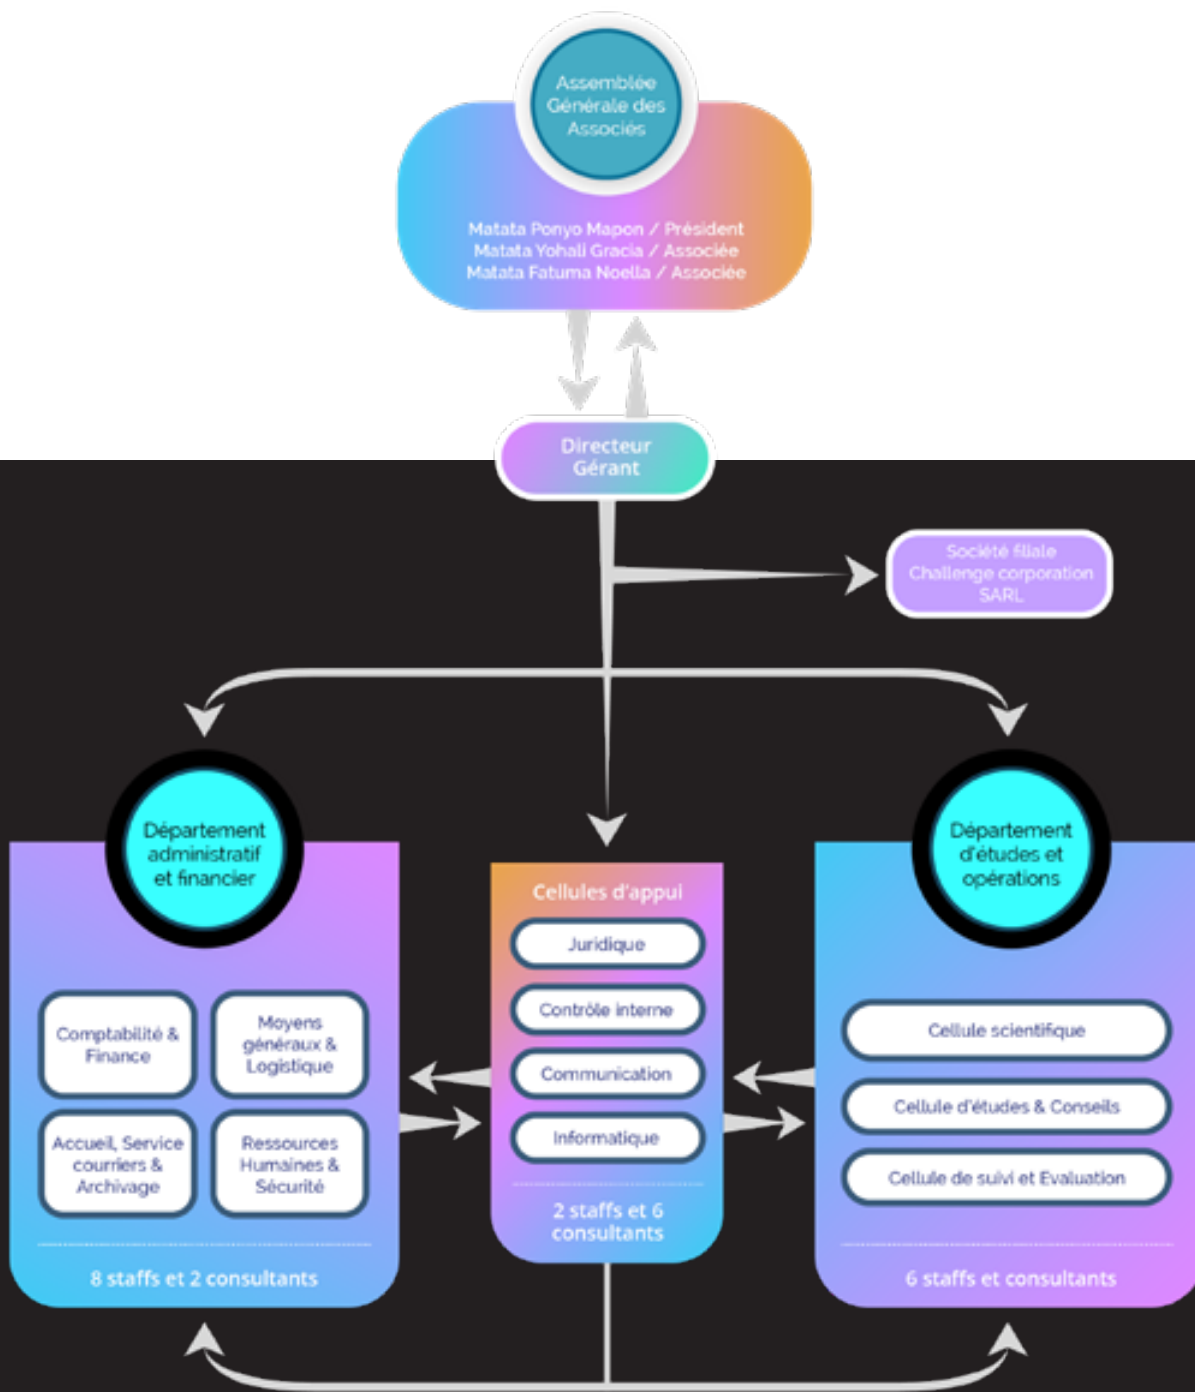 Assemblée
Générale des
Associés
Matata Ponyo Mapon / Président
Matata Yohali Gracia / Associée
Matata Fatuma Noella / Associée
Directeur
Gérant
Société filiale
Challenge corporation
SARL
Département
administratif
et financier
Comptabilité &
Finance
Moyens
généraux &
Logistique
Accueil, Service
courriers &
Archivage
Ressources
Humaines &
Sécurité
8 staffs et 2 consultants
Cellules d'appui
Juridique
Contrôle interne
Communication
Informatique
2 staffs et 6
consultants
Département
d'études et
opérations
Cellule scientifique
Cellule d'études & Conseils
Cellule de suivi et Evaluation
6 staffs et consultants